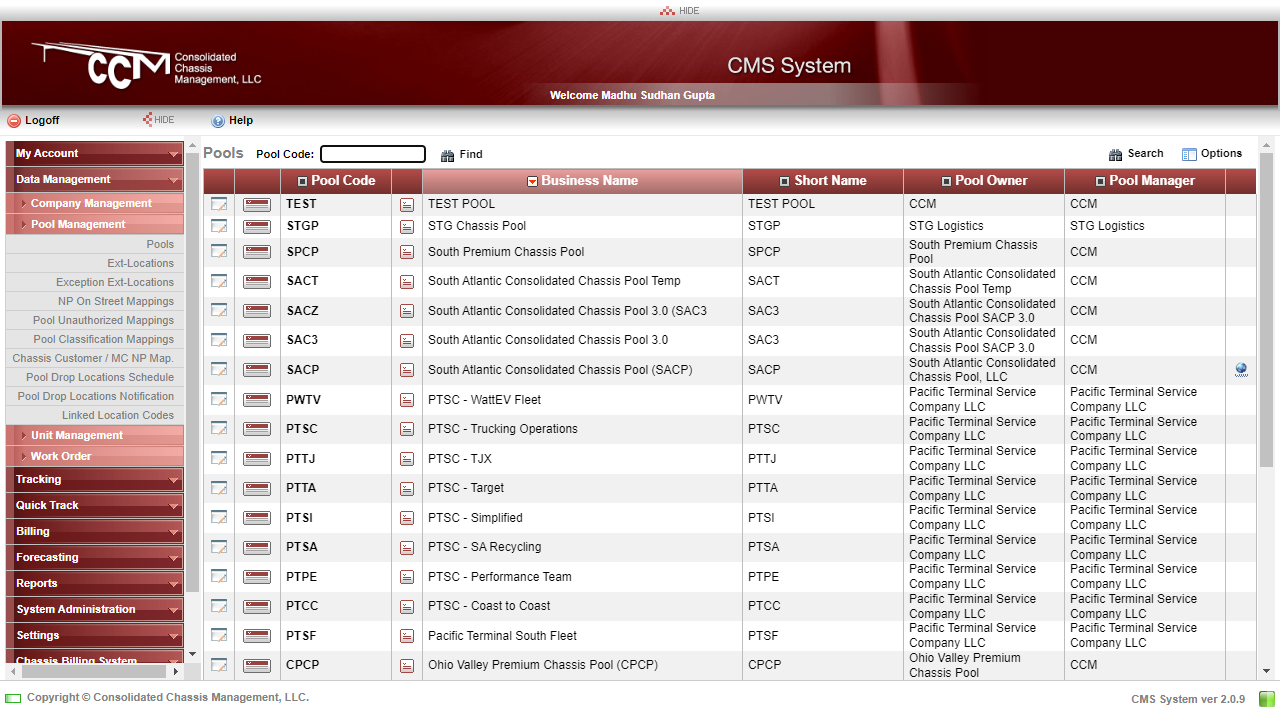 HIDE
CCM Consolidated
Chassis
Management, LLC
CMS System
Welcome Madhu Sudhan Gupta
Logoff
HIDE
Help
My Account
Data Management
Company Management
Pool Management
Pools
Ext-Locations
Exception Ext-Locations
NP On Street Mappings
Pool Unauthorized Mappings
Pool Classification Mappings
Chassis Customer / MC NP Map.
Pool Drop Locations Schedule
Pool Drop Locations Notification
Linked Location Codes
Unit Management
Work Order
Tracking
Quick Track
Billing
Forecasting
Reports
System Administration
Settings
Chassis Billing System
Pools Pool Code: Find Search Options
Pool Code Business Name Short Name Pool Owner Pool Manager
TEST TEST POOL TEST POOL CCM CCM
STGP STG Chassis Pool STGP STG Logistics STG Logistics
SPCP South Premium Chassis Pool SPCP South Premium Chassis Pool CCM
SACT South Atlantic Consolidated Chassis Pool Temp SACT South Atlantic Consolidated Chassis Pool Temp CCM
SACZ South Atlantic Consolidated Chassis Pool 3.0 (SAC3 SAC3 South Atlantic Consolidated Chassis Pool SACP 3.0 CCM
SAC3 South Atlantic Consolidated Chassis Pool 3.0 SAC3 South Atlantic Consolidated Chassis Pool SACP 3.0 CCM
SACP South Atlantic Consolidated Chassis Pool (SACP) SACP South Atlantic Consolidated Chassis Pool, LLC CCM
PWTV PTSC - WattEV Fleet PWTV Pacific Terminal Service Company LLC Pacific Terminal Service Company LLC
PTSC PTSC - Trucking Operations PTSC Pacific Terminal Service Company LLC Pacific Terminal Service Company LLC
PTTJ PTSC - TJX PTTJ Pacific Terminal Service Company LLC Pacific Terminal Service Company LLC
PTTA PTSC - Target PTTA Pacific Terminal Service Company LLC Pacific Terminal Service Company LLC
PTSI PTSC - Simplified PTSI Pacific Terminal Service Company LLC Pacific Terminal Service Company LLC
PTSA PTSC - SA Recycling PTSA Pacific Terminal Service Company LLC Pacific Terminal Service Company LLC
PTPE PTSC - Performance Team PTPE Pacific Terminal Service Company LLC Pacific Terminal Service Company LLC
PTCC PTSC - Coast to Coast PTCC Pacific Terminal Service Company LLC Pacific Terminal Service Company LLC
PTSF Pacific Terminal South Fleet PTSF Pacific Terminal Service Company LLC Pacific Terminal Service Company LLC
CPCP Ohio Valley Premium Chassis Pool (CPCP) CPCP Ohio Valley Premium Chassis Pool CCM
Copyright © Consolidated Chassis Management, LLC.
CMS System ver 2.0.9